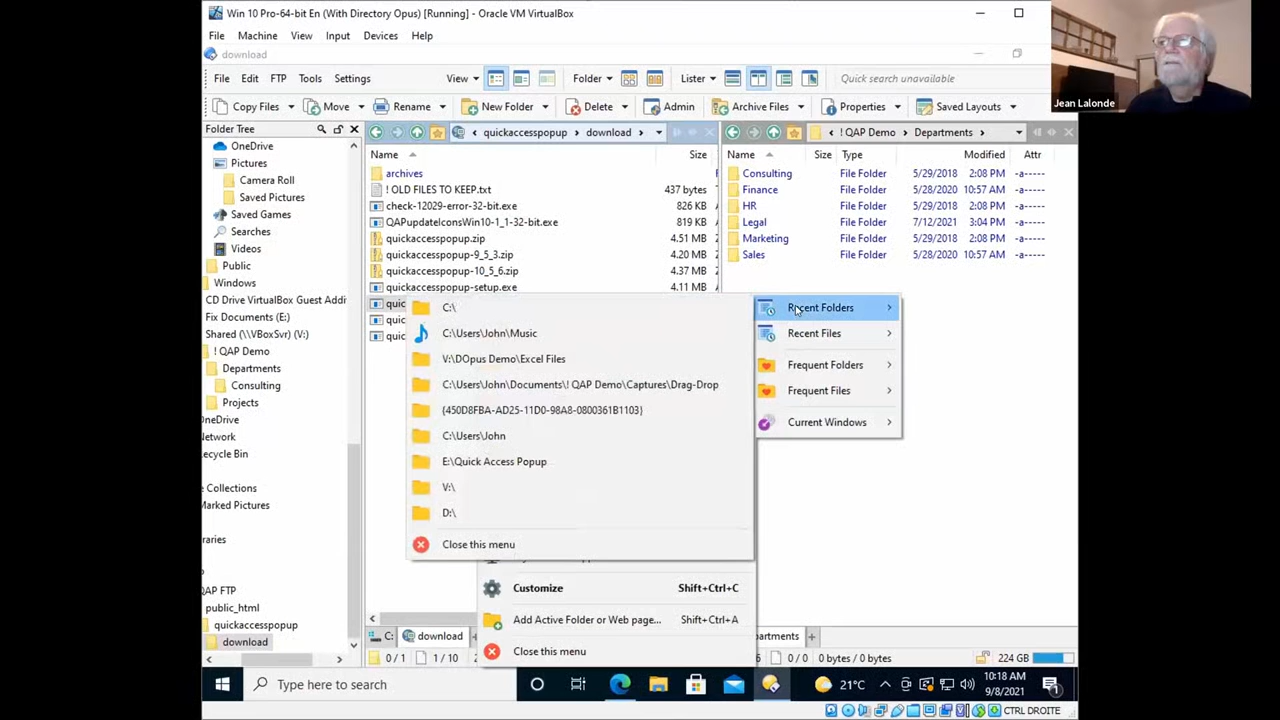 Win 10 Pro-64-bit En (With Directory Opus) [Running] - Oracle VM VirtualBox
File Machine View Input Devices Help
download
File Edit FTP Tools Settings View Folder Lister Quick search unavailable
Copy Files Move Rename New Folder Delete Admin Archive Files Properties Saved Layouts
Jean Lalonde
Folder Tree
OneDrive
Pictures
Camera Roll
Saved Pictures
Saved Games
Searches
Videos
Public
Windows
CD Drive VirtualBox Guest Addi
Fix Documents (E:)
Shared (\\VBoxSvr) (V:)
! QAP Demo
Departments
Consulting
Projects
OneDrive
Network
ecycle Bin
e Collections
Marked Pictures
raries
QAP FTP
public_html
quickaccesspopup
download
quickaccesspopup download
Name Size
archives
! OLD FILES TO KEEP.txt 437 bytes
check-12029-error-32-bit.exe 826 KB
QAPupdateIconsWin10-1_1-32-bit.exe 819 KB
quickaccesspopup.zip 4.51 MB
quickaccesspopup-9_5_3.zip 4.20 MB
quickaccesspopup-10_5_6.zip 4.37 MB
quickaccesspopup-setup.exe 4.11 MB
quic
quic
quic
! QAP Demo Departments
Name Size Type Modified Attr
Consulting File Folder 5/29/2018 2:08 PM -a-----
Finance File Folder 5/28/2020 10:57 AM -a-----
HR File Folder 5/29/2018 2:08 PM -a-----
Legal File Folder 7/12/2021 3:04 PM -a-----
Marketing File Folder 5/29/2018 2:08 PM -a-----
Sales File Folder 5/28/2020 10:57 AM -a-----
C:\
C:\Users\John\Music
V:\DOpus Demo\Excel Files
C:\Users\John\Documents\! QAP Demo\Captures\Drag-Drop
{450D8FBA-AD25-11D0-98A8-0800361B1103}
C:\Users\John
E:\Quick Access Popup
V:\
D:\
Close this menu
Recent Folders
Recent Files
Frequent Folders
Frequent Files
Current Windows
Customize Shift+Ctrl+C
Add Active Folder or Web page... Shift+Ctrl+A
Close this menu
C: download
partments
0 / 1 1 / 10
6 0 / 0 0 bytes / 0 bytes 224 GB
Type here to search
21°C
10:18 AM
9/8/2021
1
CTRL DROITE